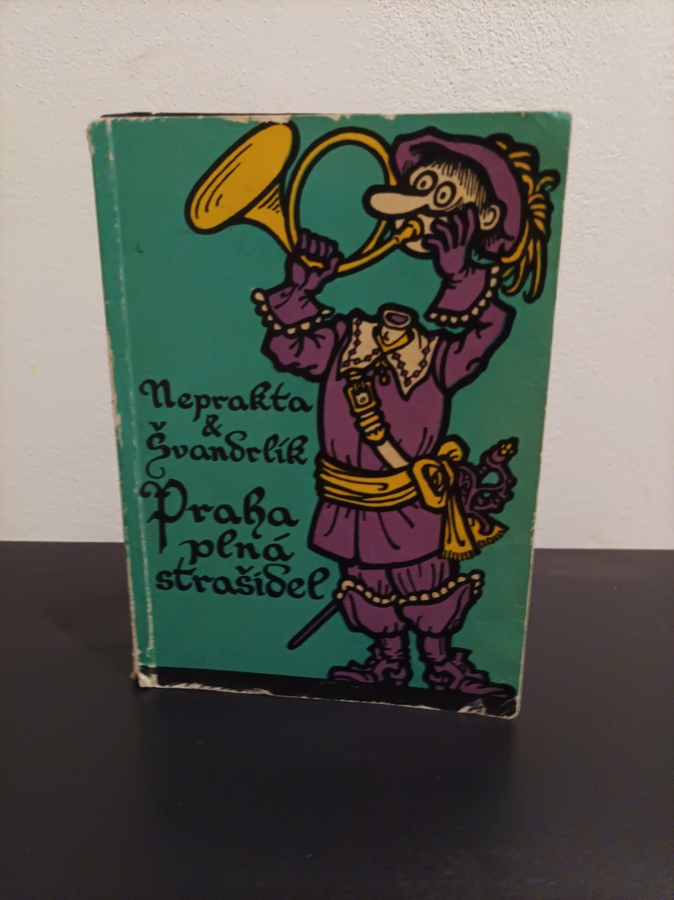 Neprakta
&
Švandrlík
Praha
plná
strašidel